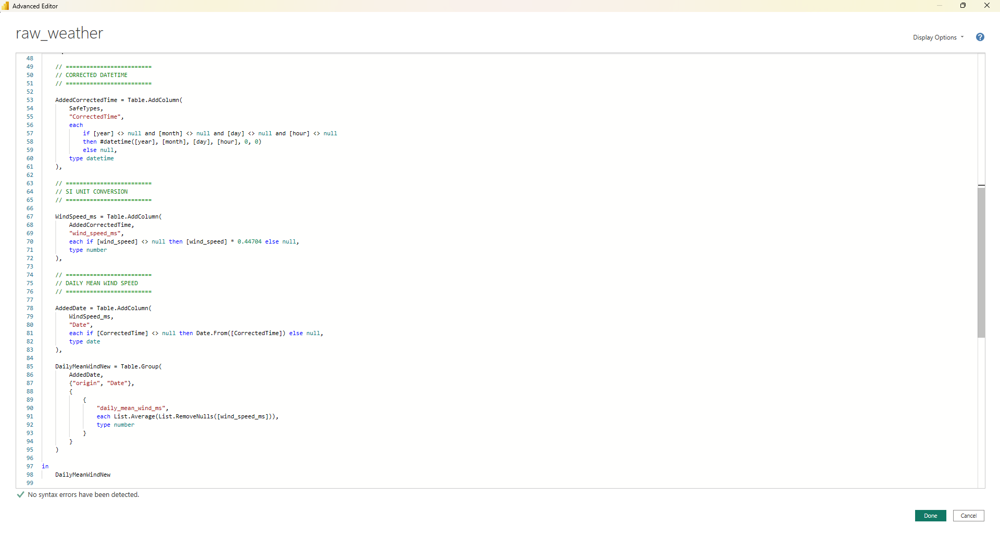 Advanced Editor
raw_weather
Display Options
?
48
49 // =========================
50 // CORRECTED DATETIME
51 // =========================
52
53 AddedCorrectedTime = Table.AddColumn(
54 SafeTypes,
55 "CorrectedTime",
56 each
57 if [year] <> null and [month] <> null and [day] <> null and [hour] <> null
58 then #datetime([year], [month], [day], [hour], 0, 0)
59 else null,
60 type datetime
61 ),
62
63 // =========================
64 // SI UNIT CONVERSION
65 // =========================
66
67 WindSpeed_ms = Table.AddColumn(
68 AddedCorrectedTime,
69 "wind_speed_ms",
70 each if [wind_speed] <> null then [wind_speed] * 0.44704 else null,
71 type number
72 ),
73
74 // =========================
75 // DAILY MEAN WIND SPEED
76 // =========================
77
78 AddedDate = Table.AddColumn(
79 WindSpeed_ms,
80 "Date",
81 each if [CorrectedTime] <> null then Date.From([CorrectedTime]) else null,
82 type date
83 ),
84
85 DailyMeanWindNew = Table.Group(
86 AddedDate,
87 {"origin", "Date"},
88 {
89 {
90 "daily_mean_wind_ms",
91 each List.Average(List.RemoveNulls([wind_speed_ms])),
92 type number
93 }
94 }
95 )
96
97 in
98 DailyMeanWindNew
99
No syntax errors have been detected.
Done
Cancel